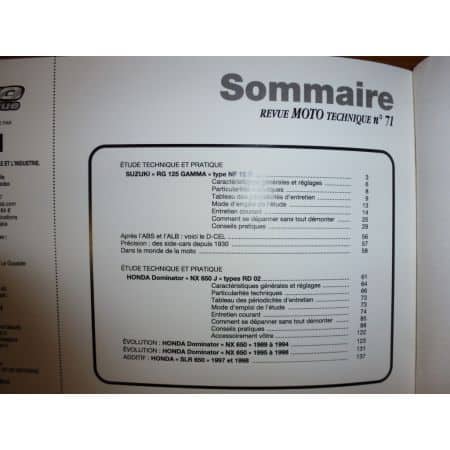 Sommaire
REVUE MOTO TECHNIQUE n° 71
ÉTUDE TECHNIQUE ET PRATIQUE
SUZUKI « RG 125 GAMMA » type NF 3
Caractéristiques générales et réglages 6
Particularités techniques 8
Tableau des périodicités d'entretien 9
Mode d'emploi de l'étude 13
Entretien courant 14
Comment se dépanner sans tout démonter 25
Conseils pratiques 29
Après l'ABS et l'ALB : voici le D-CEL 56
Précision : des side-cars depuis 1930 57
Dans le monde de la moto 58
ÉTUDE TECHNIQUE ET PRATIQUE
HONDA Dominator « NX 650 J » types RD 02 61
Caractéristiques générales et réglages 64
Particularités techniques 66
Tableau des périodicités d'entretien 72
Mode d'emploi de l'étude 73
Entretien courant 74
Comment se dépanner sans tout démonter 85
Conseils pratiques 88
Accessoirement vôtre 122
ÉVOLUTION : HONDA Dominator « NX 650 » 1989 à 1994 123
ÉVOLUTION : HONDA Dominator « NX 650 » 1995 à 1998 131
ADDITIF : HONDA « SLR 650 » 1997 et 1998 137